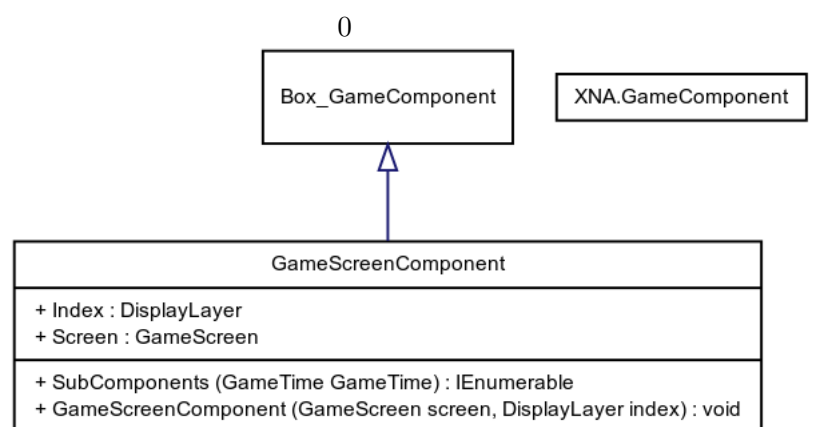 0
Box_GameComponent
XNA.GameComponent
GameScreenComponent
+ Index : DisplayLayer
+ Screen : GameScreen
+ SubComponents (GameTime GameTime) : IEnumerable
+ GameScreenComponent (GameScreen screen, DisplayLayer index) : void